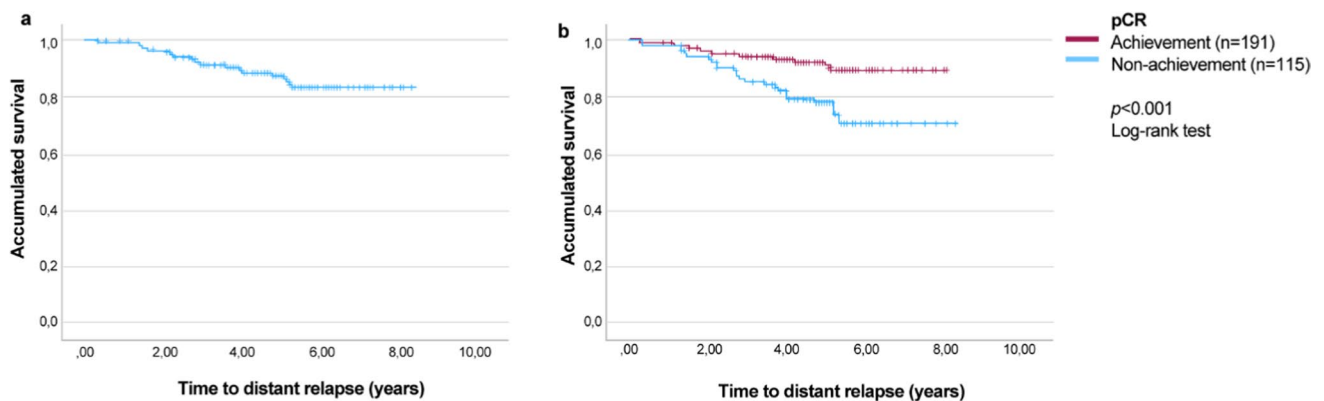 a
Accumulated survival
1,0
0,8
0,6
0,4
0,2
0,0
,00
2,00
4,00
6,00
8,00
10,00
Time to distant relapse (years)
b
Accumulated survival
1,0
0,8
0,6
0,4
0,2
0,0
,00
2,00
4,00
6,00
8,00
10,00
Time to distant relapse (years)
pCR
Achievement (n=191)
Non-achievement (n=115)
p<0.001
Log-rank test